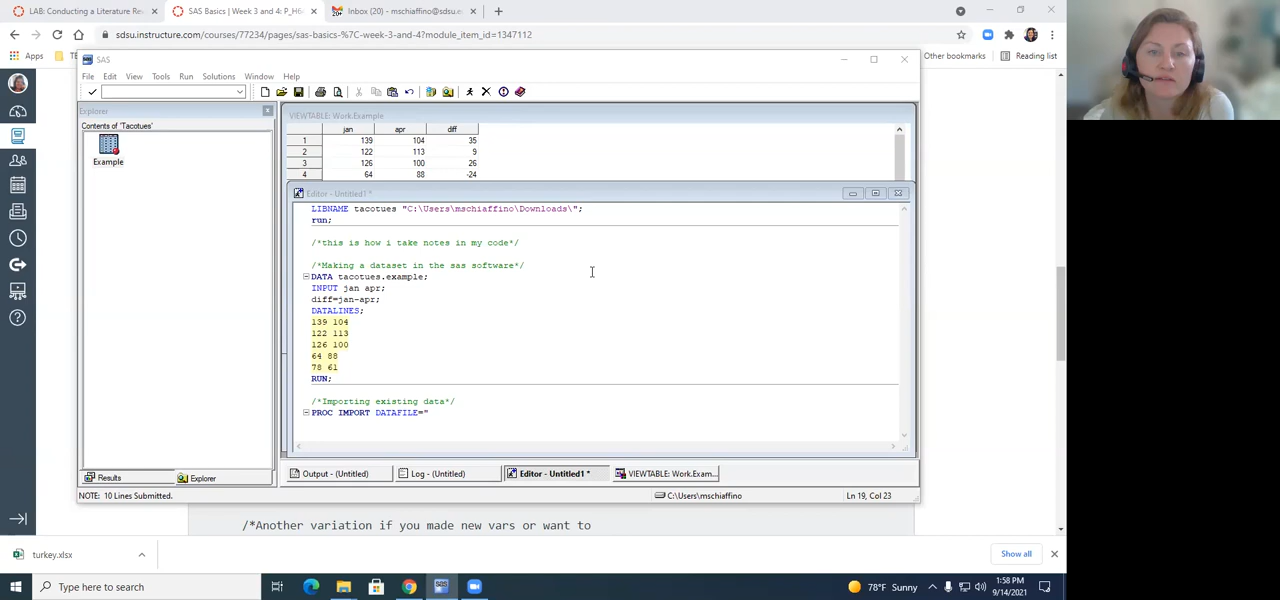 LAB: Conducting a Literature Re
SAS Basics | Week 3 and 4: P_H6
Inbox (20) - mschiaffino@sdsu.e
sdsu.instructure.com/courses/77234/pages/sas-basics-%7C-week-3-and-4?module_item_id=1347112
Apps
Other bookmarks
Reading list
SAS
File Edit View Tools Run Solutions Window Help
Explorer
Contents of 'Tacotues'
Example
VIEWTABLE: Work.Example
jan apr diff
1 139 104 35
2 122 113 9
3 126 100 26
4 64 88 -24
Editor - Untitled1 *
LIBNAME tacotues "C:\Users\mschiaffino\Downloads\";
run;
/*this is how i take notes in my code*/
/*Making a dataset in the sas software*/
DATA tacotues.example;
INPUT jan apr;
diff=jan-apr;
DATALINES;
139 104
122 113
126 100
64 88
78 61
RUN;
/*Importing existing data*/
PROC IMPORT DATAFILE="
Results
Explorer
Output - (Untitled)
Log - (Untitled)
Editor - Untitled1 *
VIEWTABLE: Work.Exam...
NOTE: 10 Lines Submitted.
C:\Users\mschiaffino
Ln 19, Col 23
/*Another variation if you made new vars or want to
turkey.xlsx
Show all
Type here to search
78°F Sunny
1:58 PM
9/14/2021